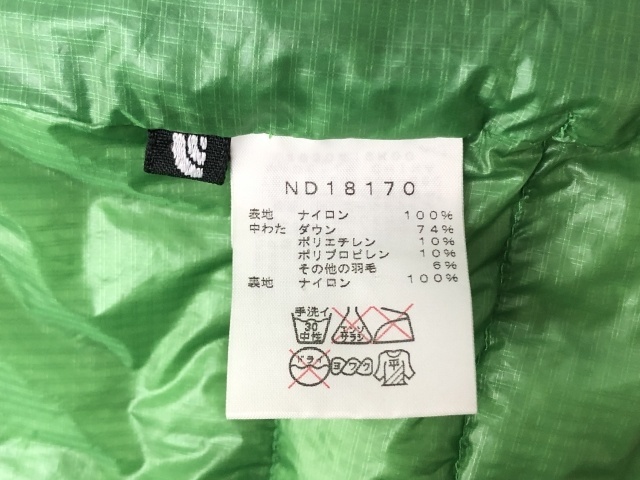 ND18170
表地 ナイロン 100%
中わた ダウン 74%
ポリエチレン 10%
ポリプロピレン 10%
その他の羽毛 6%
裏地 ナイロン 100%
手洗イ
30
中性
エンソ
サラシ
ドライ
ヨワク
平